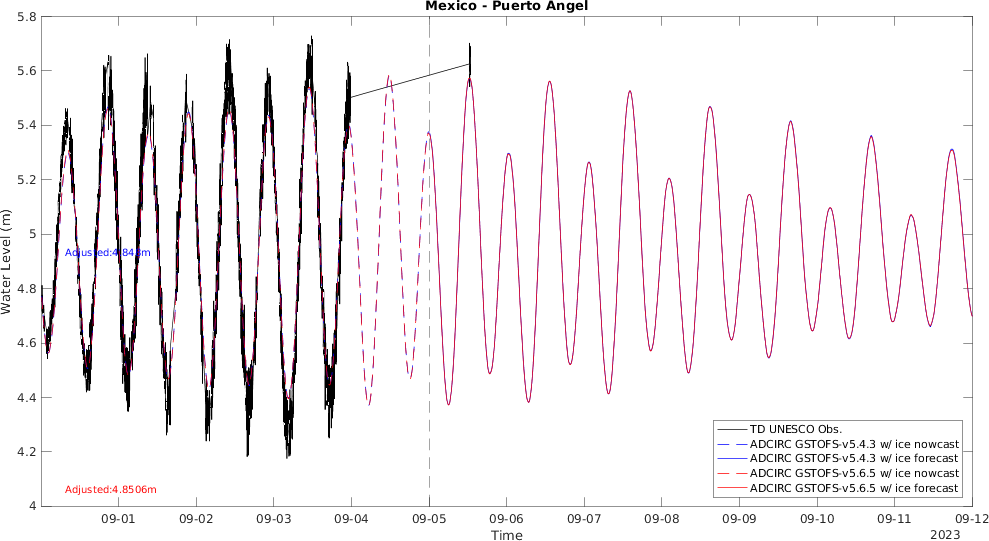 Mexico - Puerto Angel
Water Level (m)
5.8
5.6
5.4
5.2
5
4.8
4.6
4.4
4.2
4
Adjusted:4.843m
Adjusted:4.8506m
TD UNESCO Obs.
ADCIRC GSTOFS-v5.4.3 w/ ice nowcast
ADCIRC GSTOFS-v5.4.3 w/ ice forecast
ADCIRC GSTOFS-v5.6.5 w/ ice nowcast
ADCIRC GSTOFS-v5.6.5 w/ ice forecast
09-01 09-02 09-03 09-04 09-05 09-06 09-07 09-08 09-09 09-10 09-11 09-12
Time
2023